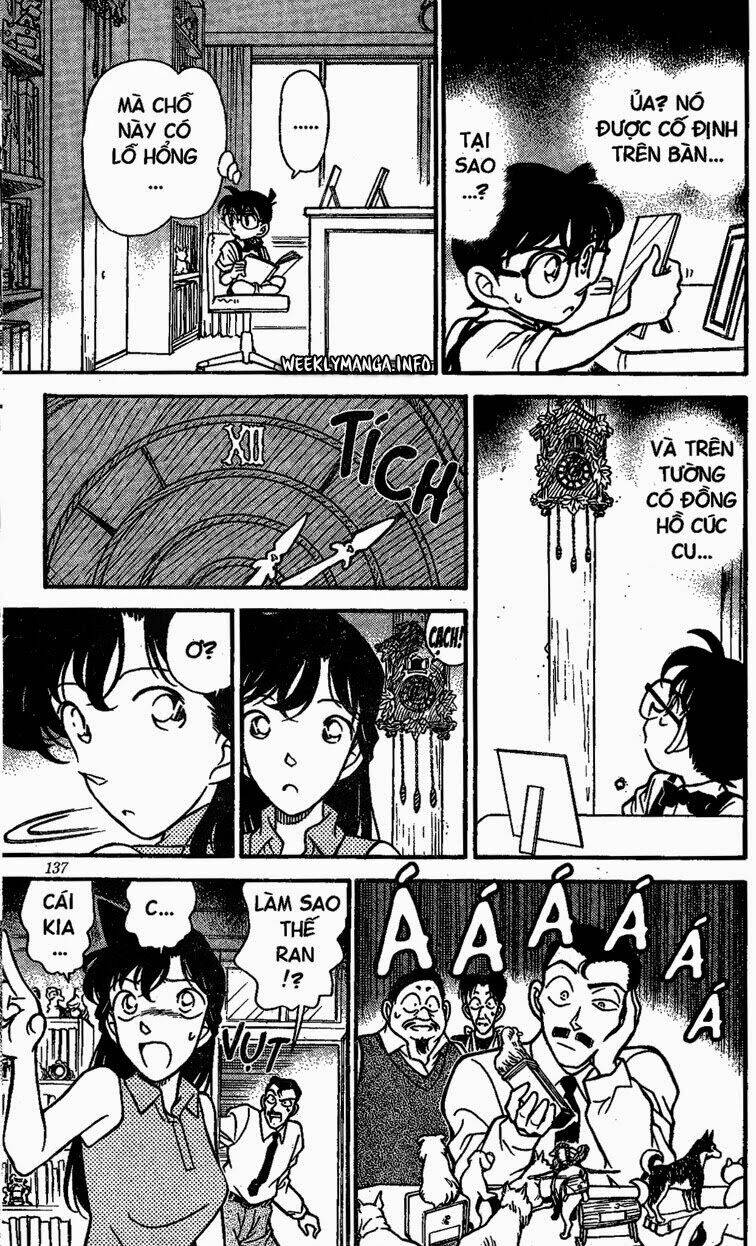 ỦA? NÓ
ĐƯỢC CỐ ĐỊNH
TRÊN BÀN...
TẠI
SAO
...?
......
MÀ CHỖ
NÀY CÓ
LỖ HỔNG
...
WEEKLYMANGA.INFO
VÀ TRÊN
TƯỜNG
CÓ ĐỒNG
HỒ CÚC
CU...
XII
TÍCH
CẠCH!
Ơ?
137
Á Á Á Á Á Á
LÀM SAO
THẾ
RAN
!?
C...
CÁI
KIA
...
VỤT